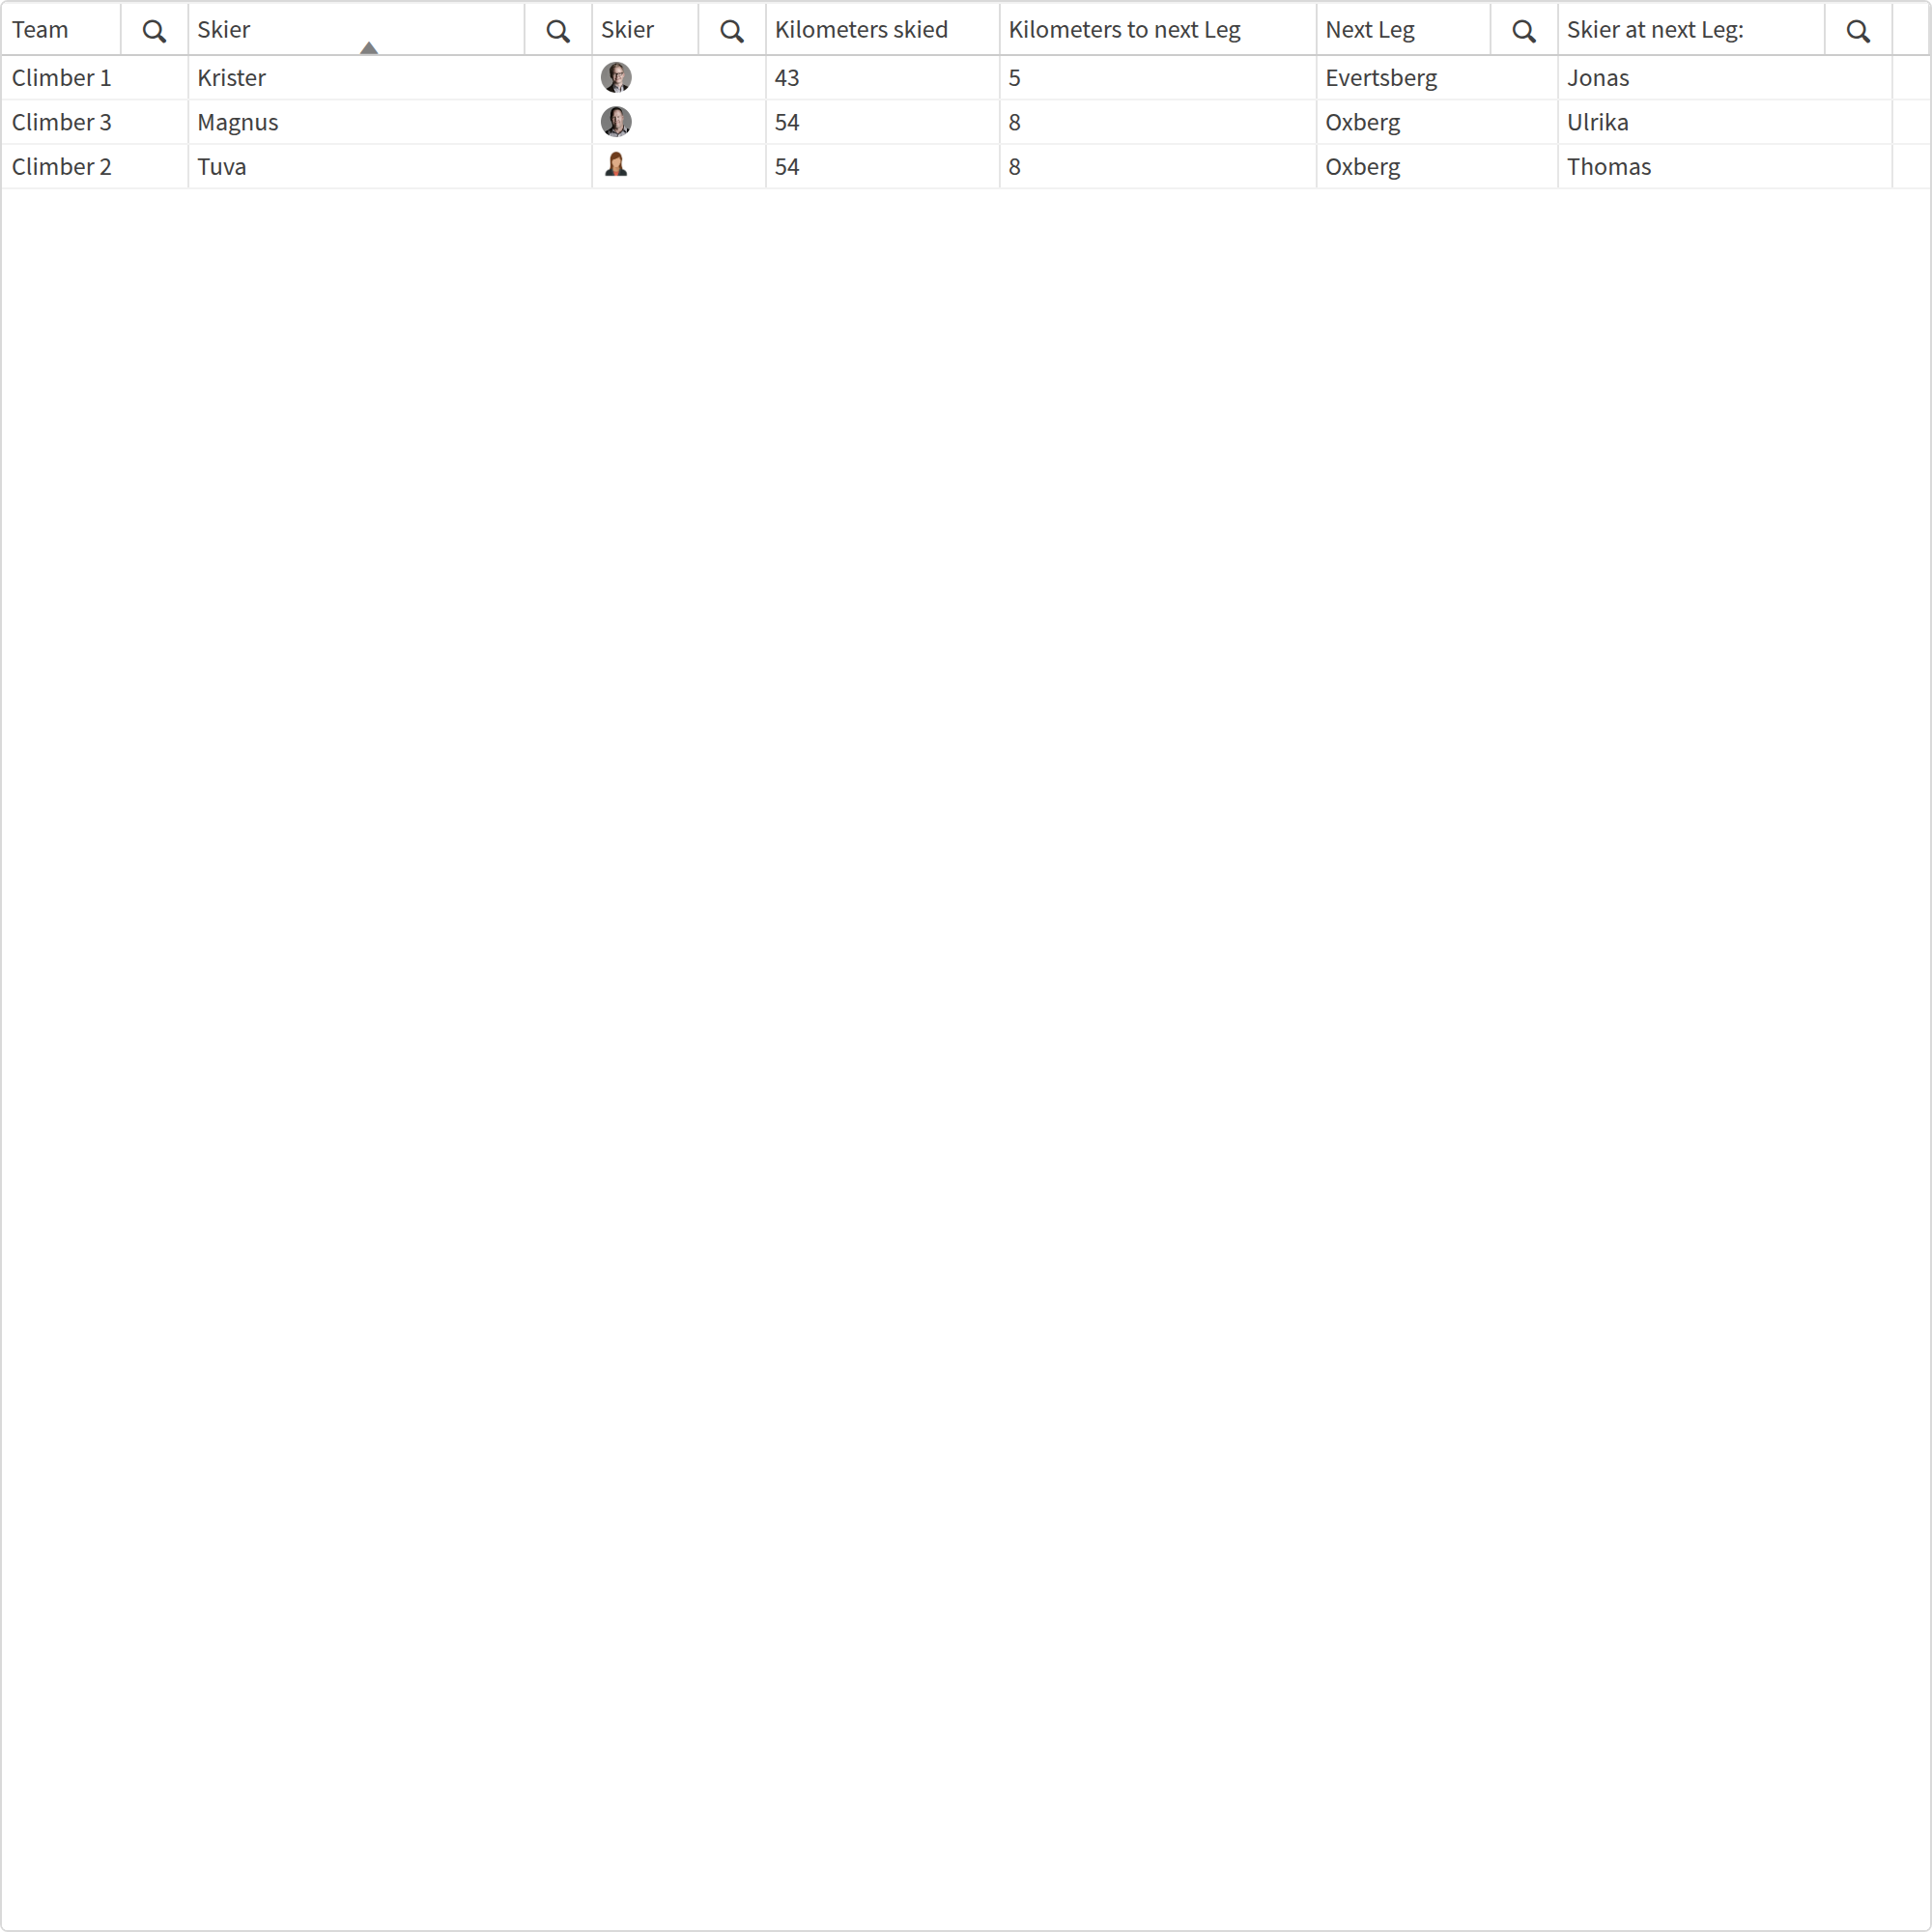 Team Skier Skier Kilometers skied Kilometers to next Leg Next Leg Skier at next Leg:
Climber 1 Krister 43 5 Evertsberg Jonas
Climber 3 Magnus 54 8 Oxberg Ulrika
Climber 2 Tuva 54 8 Oxberg Thomas